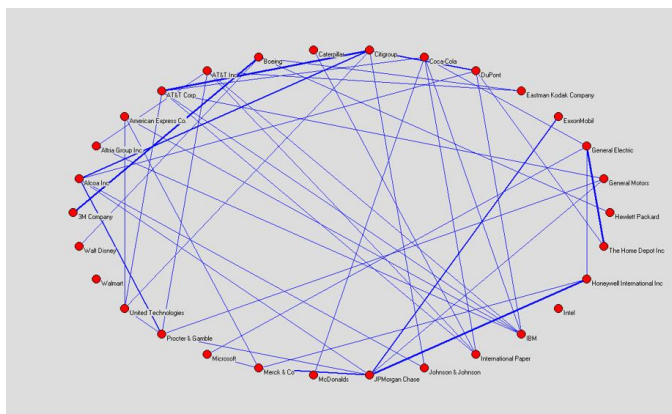 Caterpillar
Citigroup
Boeing
Coca-Cola
AT&T Inc
DuPont
AT&T Corp
Eastman Kodak Company
American Express Co.
ExxonMobil
Altria Group Inc
General Electric
Alcoa Inc
General Motors
3M Company
Hewlett Packard
Walt Disney
The Home Depot Inc
Walmart
Honeywell International Inc
United Technologies
Intel
Procter & Gamble
IBM
Microsoft
International Paper
Merck & Co
McDonalds
JPMorgan Chase
Johnson & Johnson